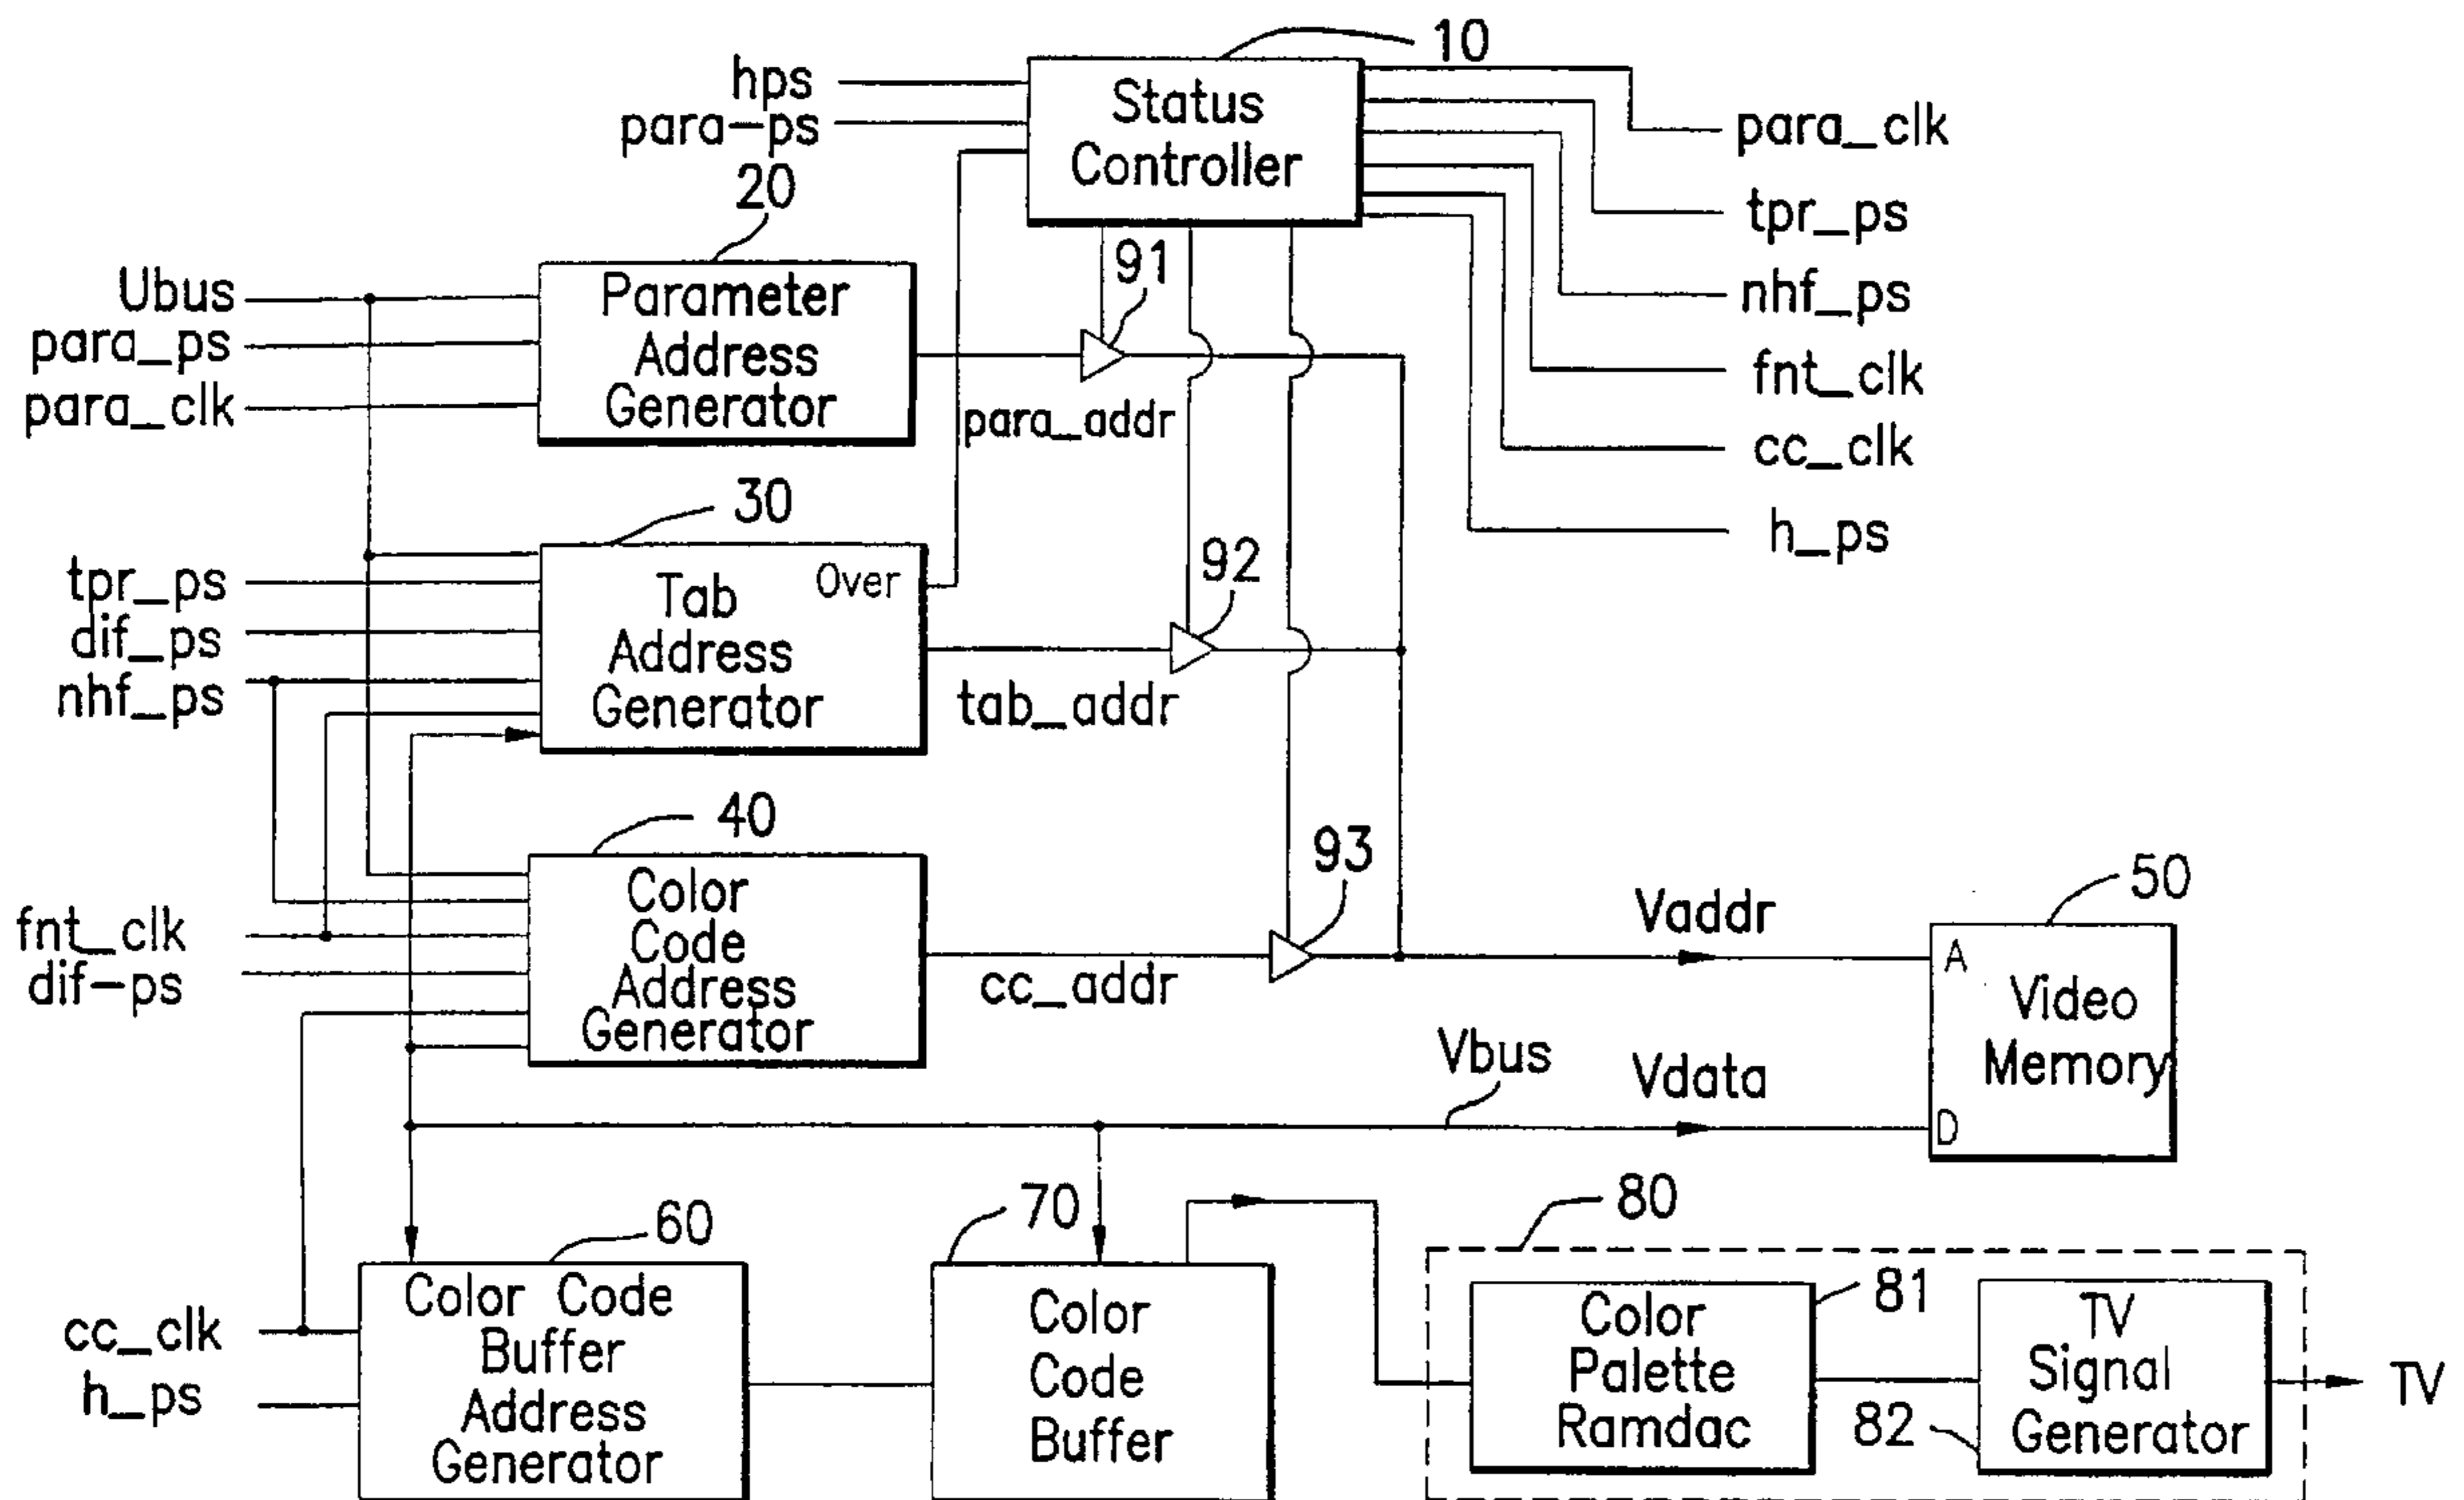 10
hps
para-ps
Status
Controller
para_clk
tpr_ps
nhf_ps
fnt_clk
cc_clk
h_ps
20
Ubus
para_ps
para_clk
Parameter
Address
Generator
91
para_addr
30
tpr_ps
dif_ps
nhf_ps
Over
Tab
Address
Generator
92
tab_addr
40
fnt_clk
dif-ps
Color
Code
Address
Generator
93
cc_addr
Vaddr
50
A
Video
Memory
D
Vbus
Vdata
60
cc_clk
h_ps
Color Code
Buffer
Address
Generator
70
Color
Code
Buffer
80
81
Color
Palette
Ramdac
82
TV
Signal
Generator
TV